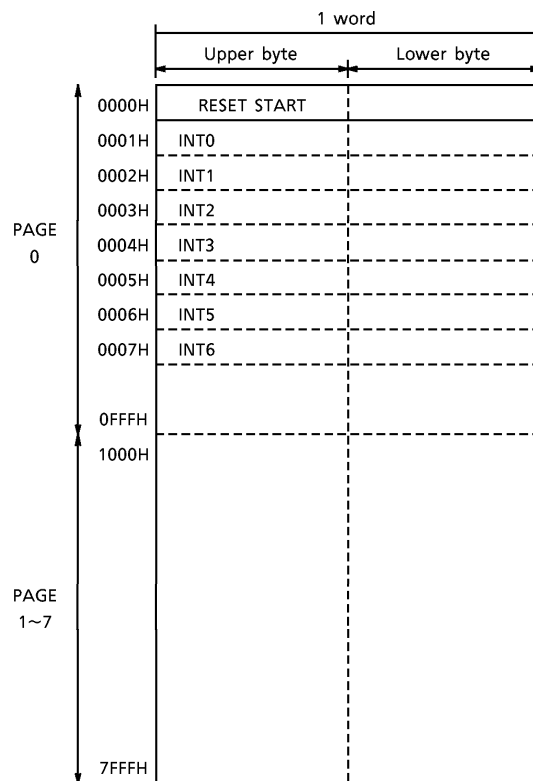 1 word
Upper byte Lower byte
0000H RESET START
0001H INT0
0002H INT1
0003H INT2
PAGE
0
0004H INT3
0005H INT4
0006H INT5
0007H INT6
0FFFH
1000H
PAGE
1~7
7FFFH